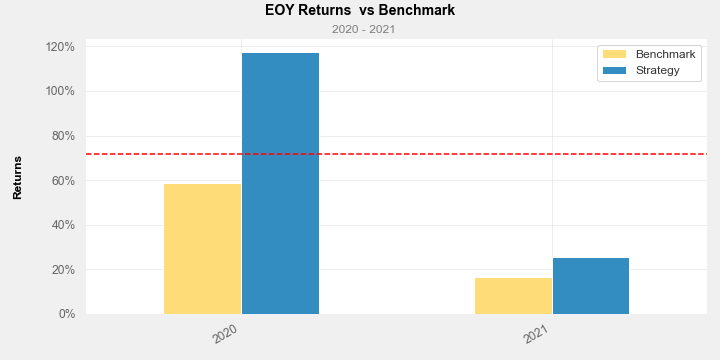 EOY Returns  vs Benchmark
2020 - 2021
Benchmark
Strategy
Returns
120%
100%
80%
60%
40%
20%
0%
2020
2021